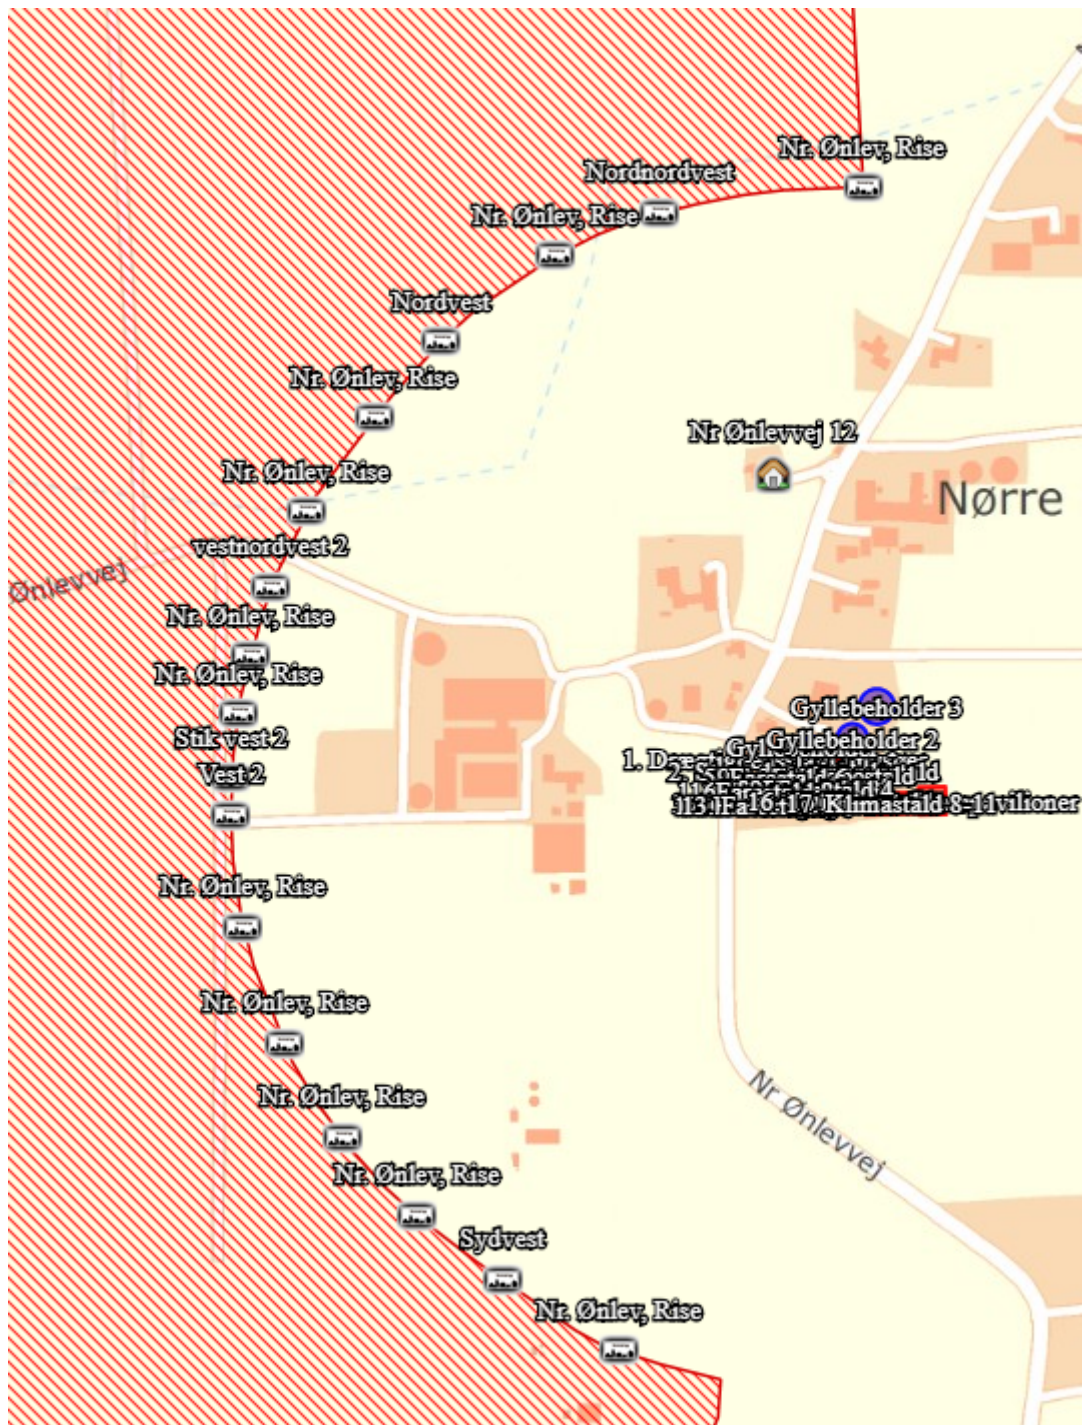 Nr. Ønlev, Rise
Nordnordvest
Nr. Ønlev, Rise
Nordvest
Nr. Ønlev, Rise
Nr Ønlevvej 12
Nr. Ønlev, Rise
Nørre
vestnordvest 2
Ønlevvej
Nr. Ønlev, Rise
Nr. Ønlev, Rise
Gyllebeholder 3
Stik vest 2
Gyllebeholder 2
Vest 2
Klimastald 8-11
Nr. Ønlev, Rise
Nr. Ønlev, Rise
Nr. Ønlev, Rise
Nr Ønlevvej
Nr. Ønlev, Rise
Sydvest
Nr. Ønlev, Rise